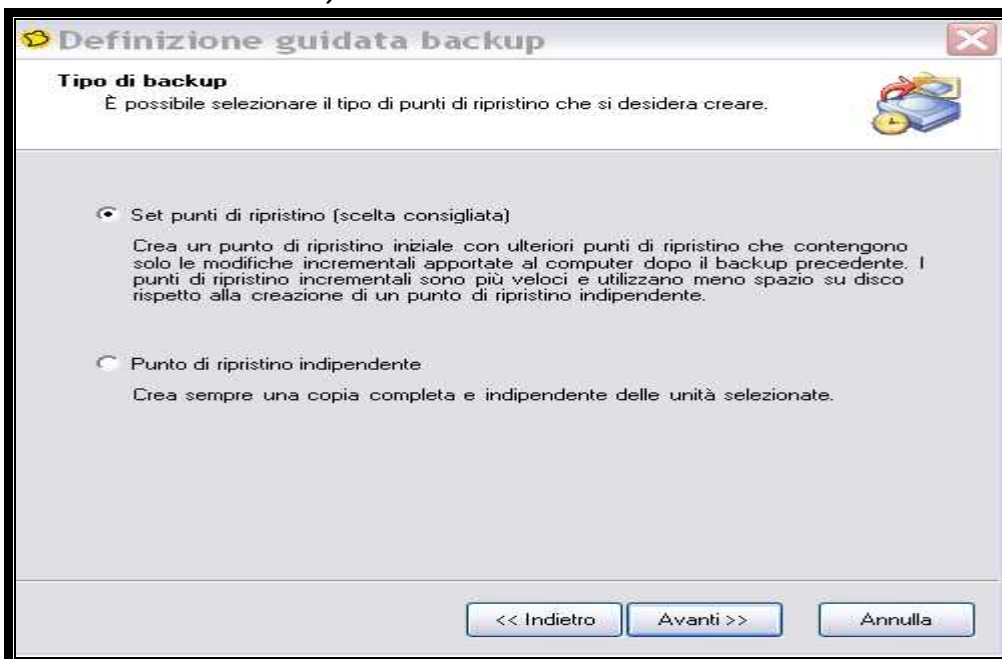 Definizione guidata backup
Tipo di backup
È possibile selezionare il tipo di punti di ripristino che si desidera creare.
Set punti di ripristino (scelta consigliata)
Crea un punto di ripristino iniziale con ulteriori punti di ripristino che contengono
solo le modifiche incrementali apportate al computer dopo il backup precedente. I
punti di ripristino incrementali sono più veloci e utilizzano meno spazio su disco
rispetto alla creazione di un punto di ripristino indipendente.
Punto di ripristino indipendente
Crea sempre una copia completa e indipendente delle unità selezionate.
<< Indietro
Avanti >>
Annulla